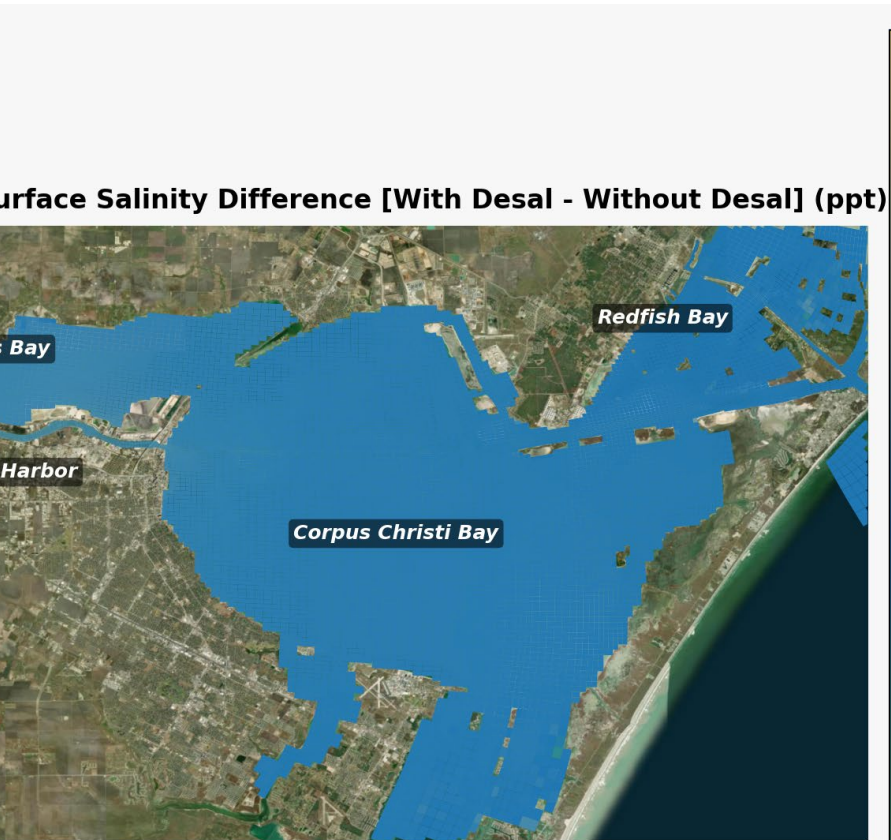 urface Salinity Difference [With Desal - Without Desal] (ppt)
Redfish Bay
s Bay
Harbor
Corpus Christi Bay